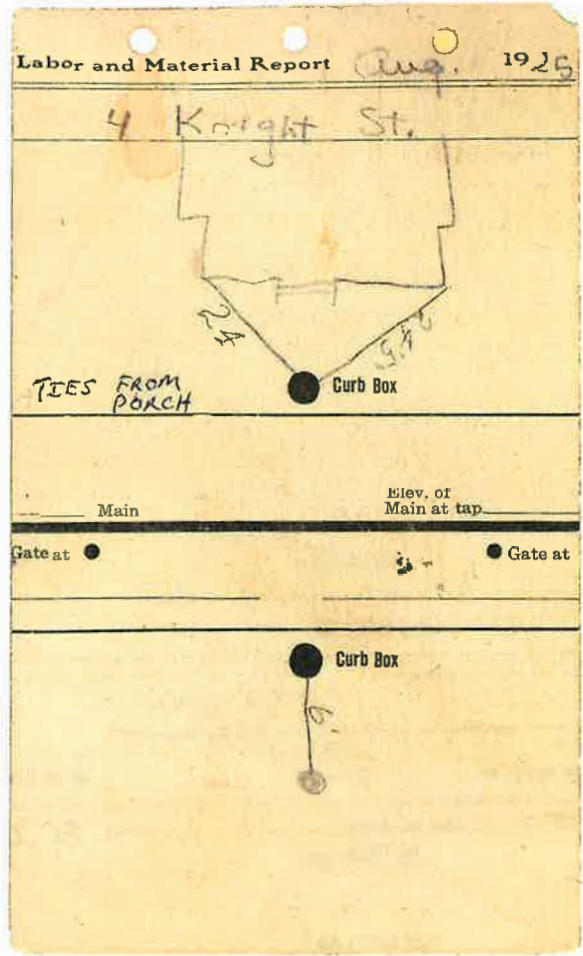 Labor and Material Report Aug. 1925
4 Knight St.
24
24.5
TIES FROM
PORCH
Curb Box
Main
Elev. of
Main at tap
Gate at
Gate at
Curb Box
6'